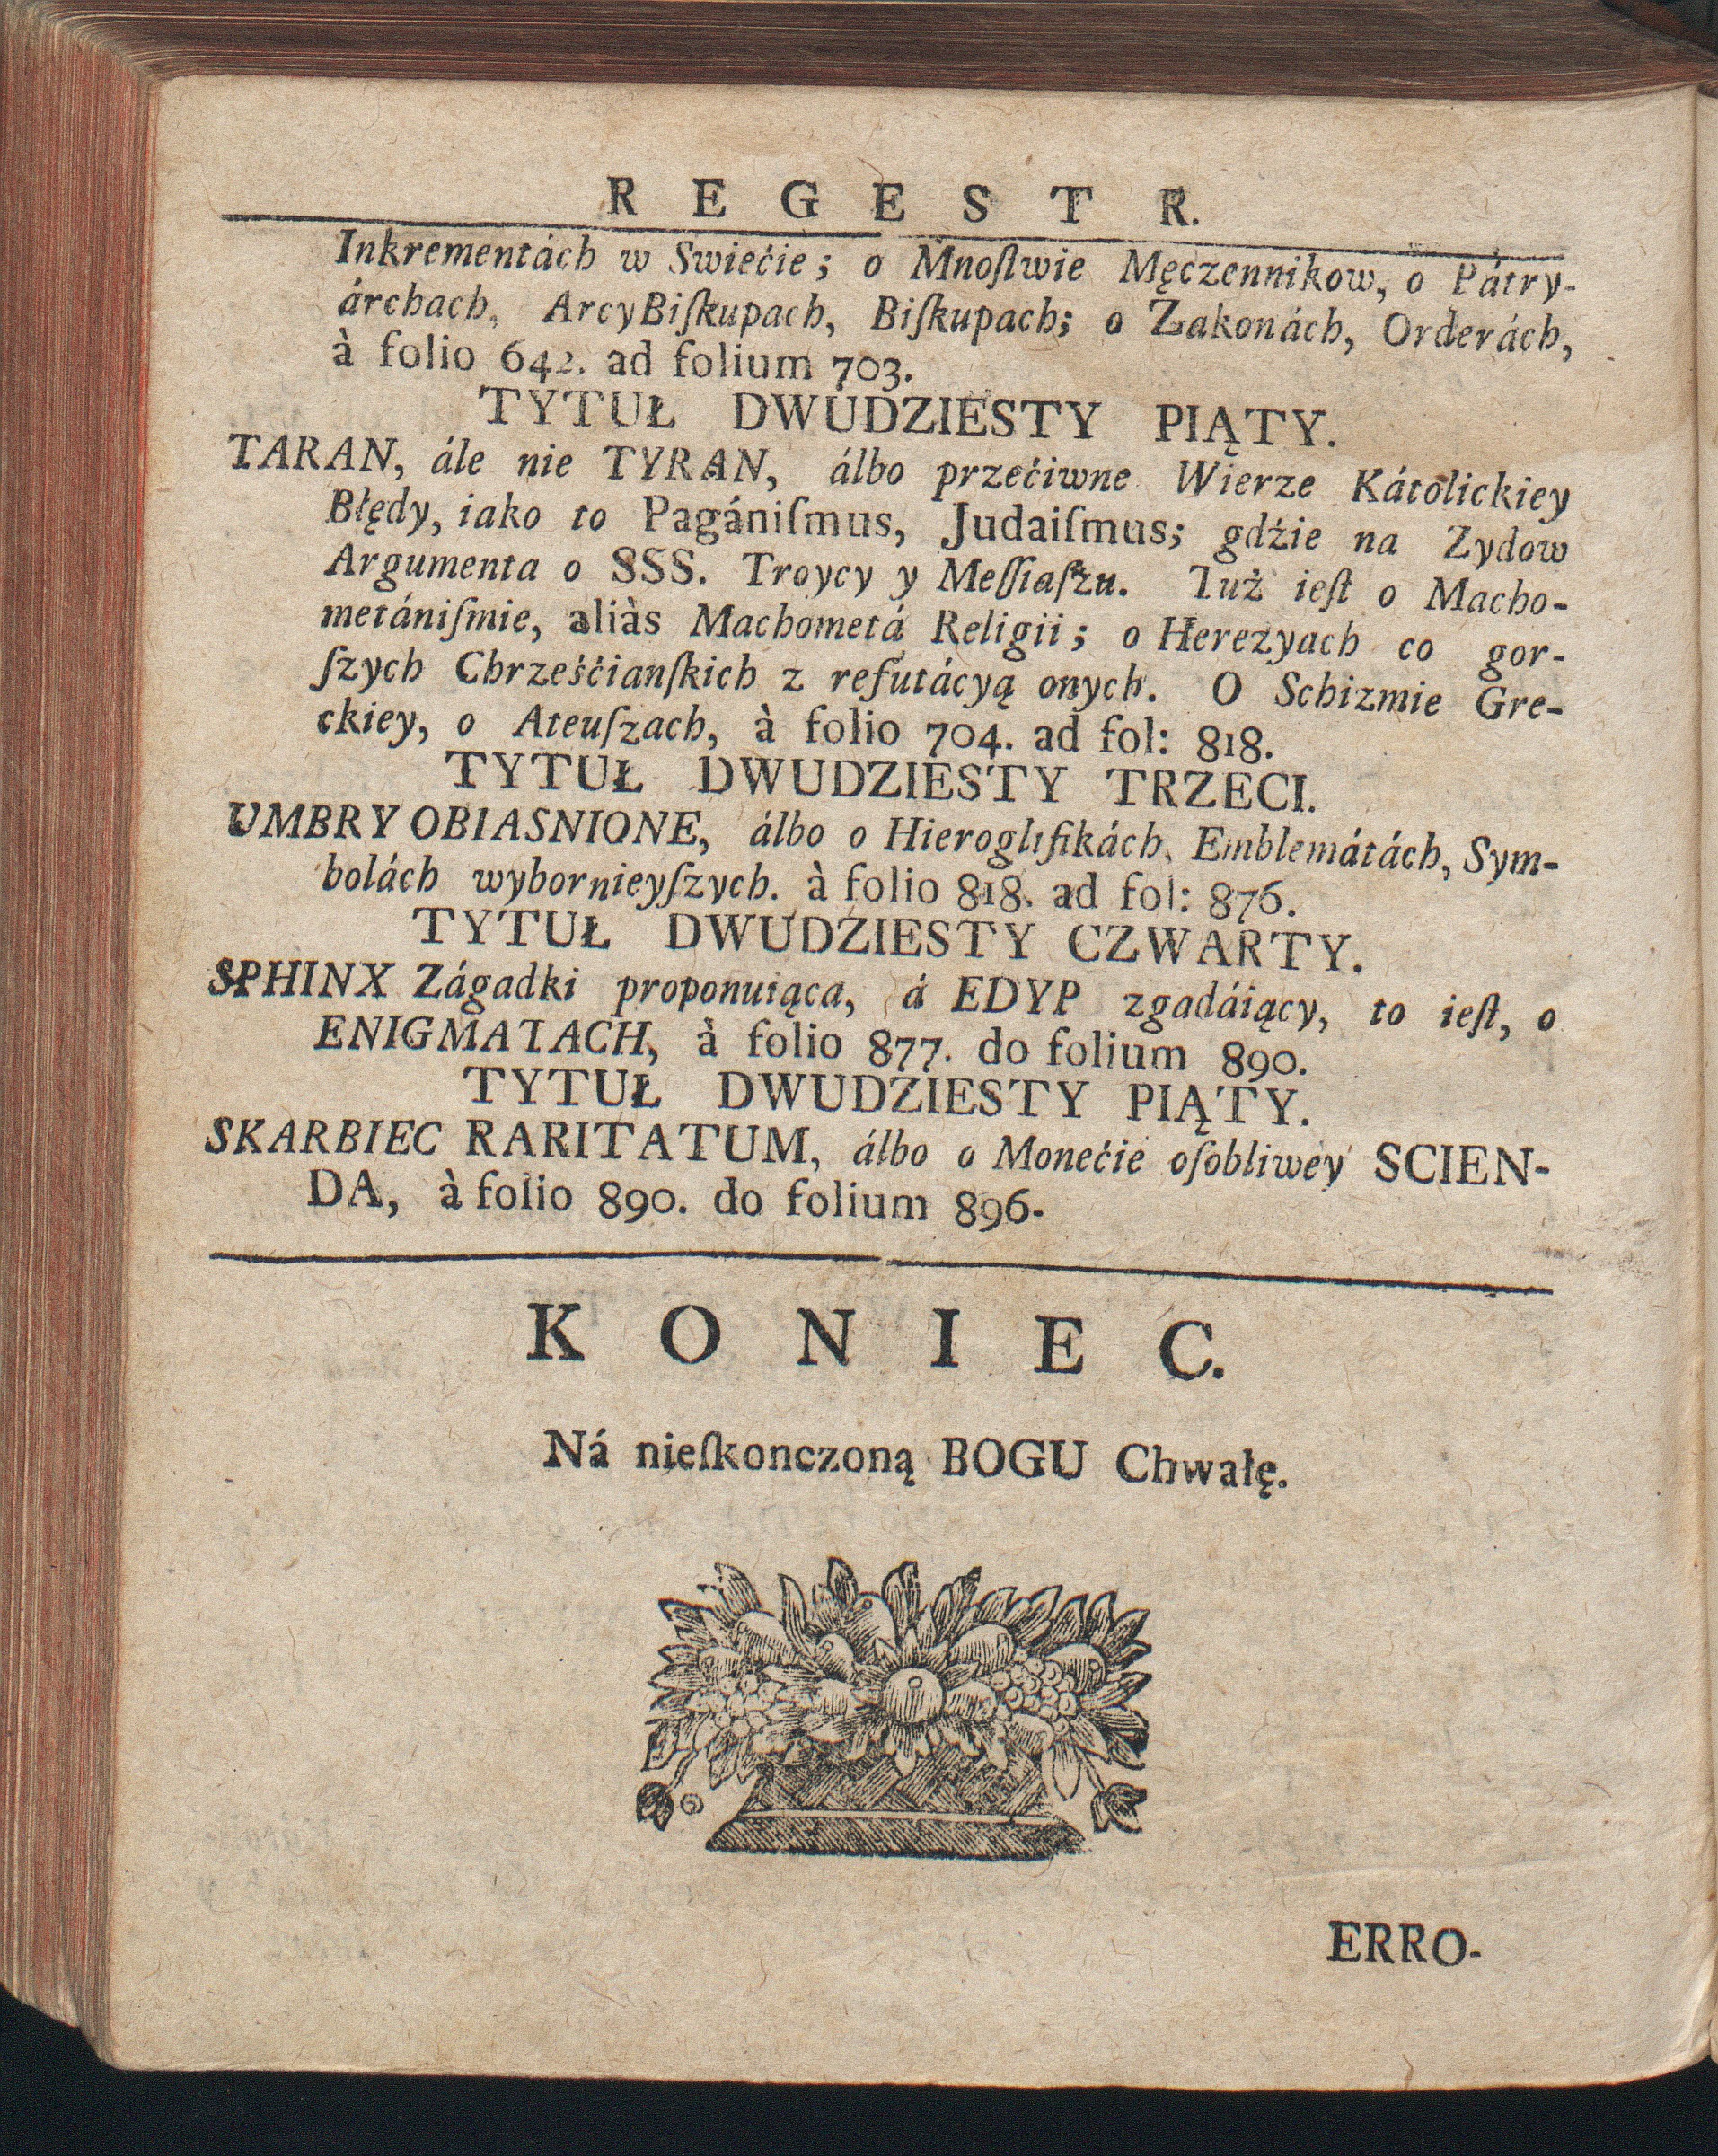 REGESTR.
Inkrementách w Swiećie; o Mnoſtwie Męczennikow, o Pátry-
árchach, ArcyBiſkupach, Biſkupach; o Zakonách, Orderách,
à folio 642. ad folium 703.
TYTUŁ DWUDZIESTY PIĄTY.
TARAN, ále nie TYRAN, álbo przećiwne Wierze Kátolickiey
Błędy, iako to Pagániſmus, Judaiſmus; gdźie na Zydow
Argumenta o SSS. Troycy y Meſſiaſzu. Tuż ieſt o Macho-
metániſmie, aliàs Machometá Religii; o Herezyach co gor-
ſzych Chrześćianſkich z refutácyą onych. O Schizmie Gre-
ckiey, o Ateuſzach, à folio 704. ad fol: 818.
TYTUŁ DWUDZIESTY TRZECI.
UMBRY OBIASNIONE, álbo o Hieroglifikách, Emblemátách, Sym-
bolách wybornieyſzych. à folio 818. ad fol: 876.
TYTUŁ DWUDZIESTY CZWARTY.
SPHINX Zágadki proponuiąca, á EDYP zgadáiący, to ieſt, o
ENIGMATACH, à folio 877. do folium 890.
TYTUŁ DWUDZIESTY PIĄTY.
SKARBIEC RARITATUM, álbo o Monećie oſobliwey SCIEN-
DA, à folio 890. do folium 896.
KONIEC.
Ná nieſkonczoną BOGU Chwałę.
ERRO-